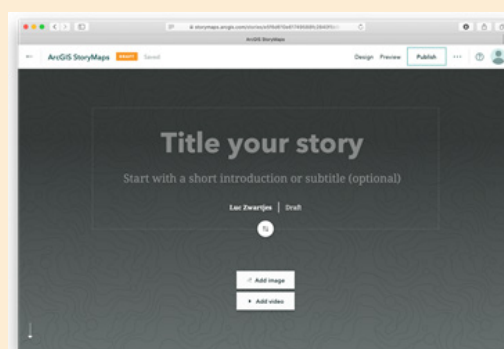 ArcGIS StoryMaps
ArcGIS StoryMaps Saved
Design Preview Publish
Title your story
Start with a short introduction or subtitle (optional)
Luc Zwartjes Draft
Add image
Add video